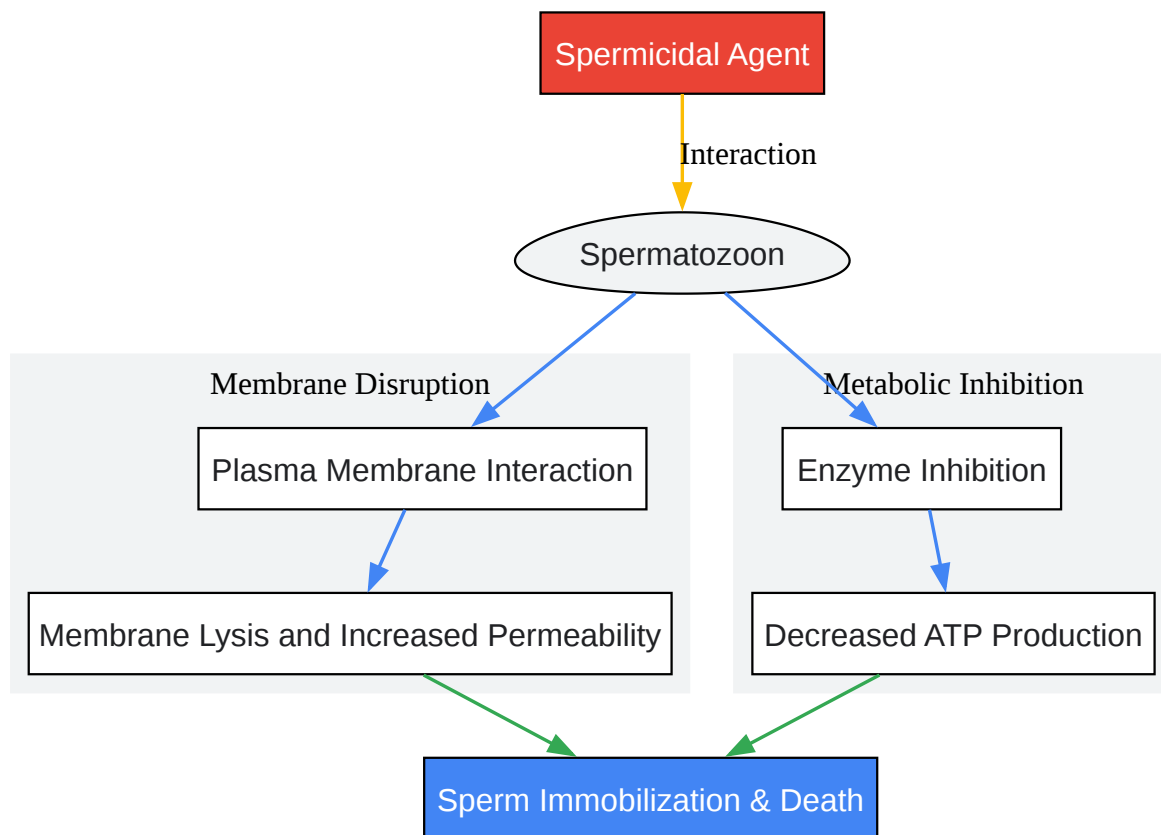 Spermicidal Agent
Interaction
Spermatozoon
Membrane Disruption
Metabolic Inhibition
Plasma Membrane Interaction
Enzyme Inhibition
Membrane Lysis and Increased Permeability
Decreased ATP Production
Sperm Immobilization & Death